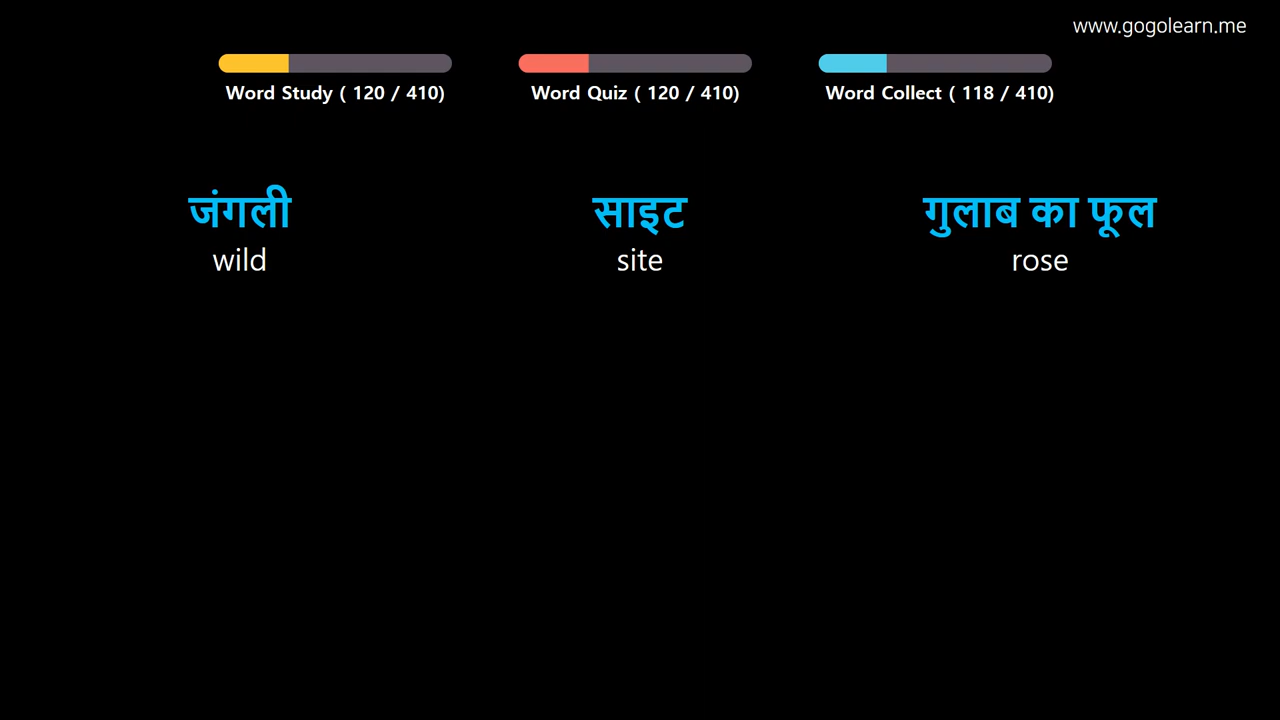 www.gogolearn.me
Word Study ( 120 / 410)
Word Quiz ( 120 / 410)
Word Collect ( 118 / 410)
जंगली
wild
साइट
site
गुलाब का फूल
rose